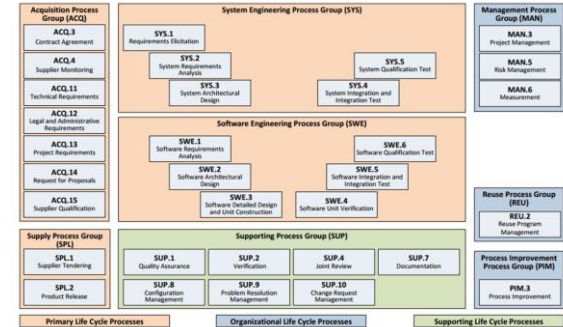 Acquisition Process
Group (ACQ)
ACQ.3
Contract Agreement
ACQ.4
Supplier Monitoring
ACQ.11
Technical Requirements
ACQ.12
Legal and Administrative
Requirements
ACQ.13
Project Requirements
ACQ.14
Request for Proposals
ACQ.15
Supplier Qualification
System Engineering Process Group (SYS)
SYS.1
Requirements Elicitation
SYS.2
System Requirements
Analysis
SYS.3
System Architectural
Design
SYS.5
System Qualification Test
SYS.4
System Integration and
Integration Test
Software Engineering Process Group (SWE)
SWE.1
Software Requirements
Analysis
SWE.2
Software Architectural
Design
SWE.3
Software Detailed Design
and Unit Construction
SWE.6
Software Qualification Test
SWE.5
Software Integration and
Integration Test
SWE.4
Software Unit Verification
Management Process
Group (MAN)
MAN.3
Project Management
MAN.5
Risk Management
MAN.6
Measurement
Reuse Process Group
(REU)
REU.2
Reuse Program
Management
Supply Process Group
(SPL)
SPL.1
Supplier Tendering
SPL.2
Product Release
Supporting Process Group (SUP)
SUP.1
Quality Assurance
SUP.2
Verification
SUP.4
Joint Review
SUP.7
Documentation
SUP.8
Configuration
Management
SUP.9
Problem Resolution
Management
SUP.10
Change Request
Management
Process Improvement
Process Group (PIM)
PIM.3
Process Improvement
Primary Life Cycle Processes
Organizational Life Cycle Processes
Supporting Life Cycle Processes